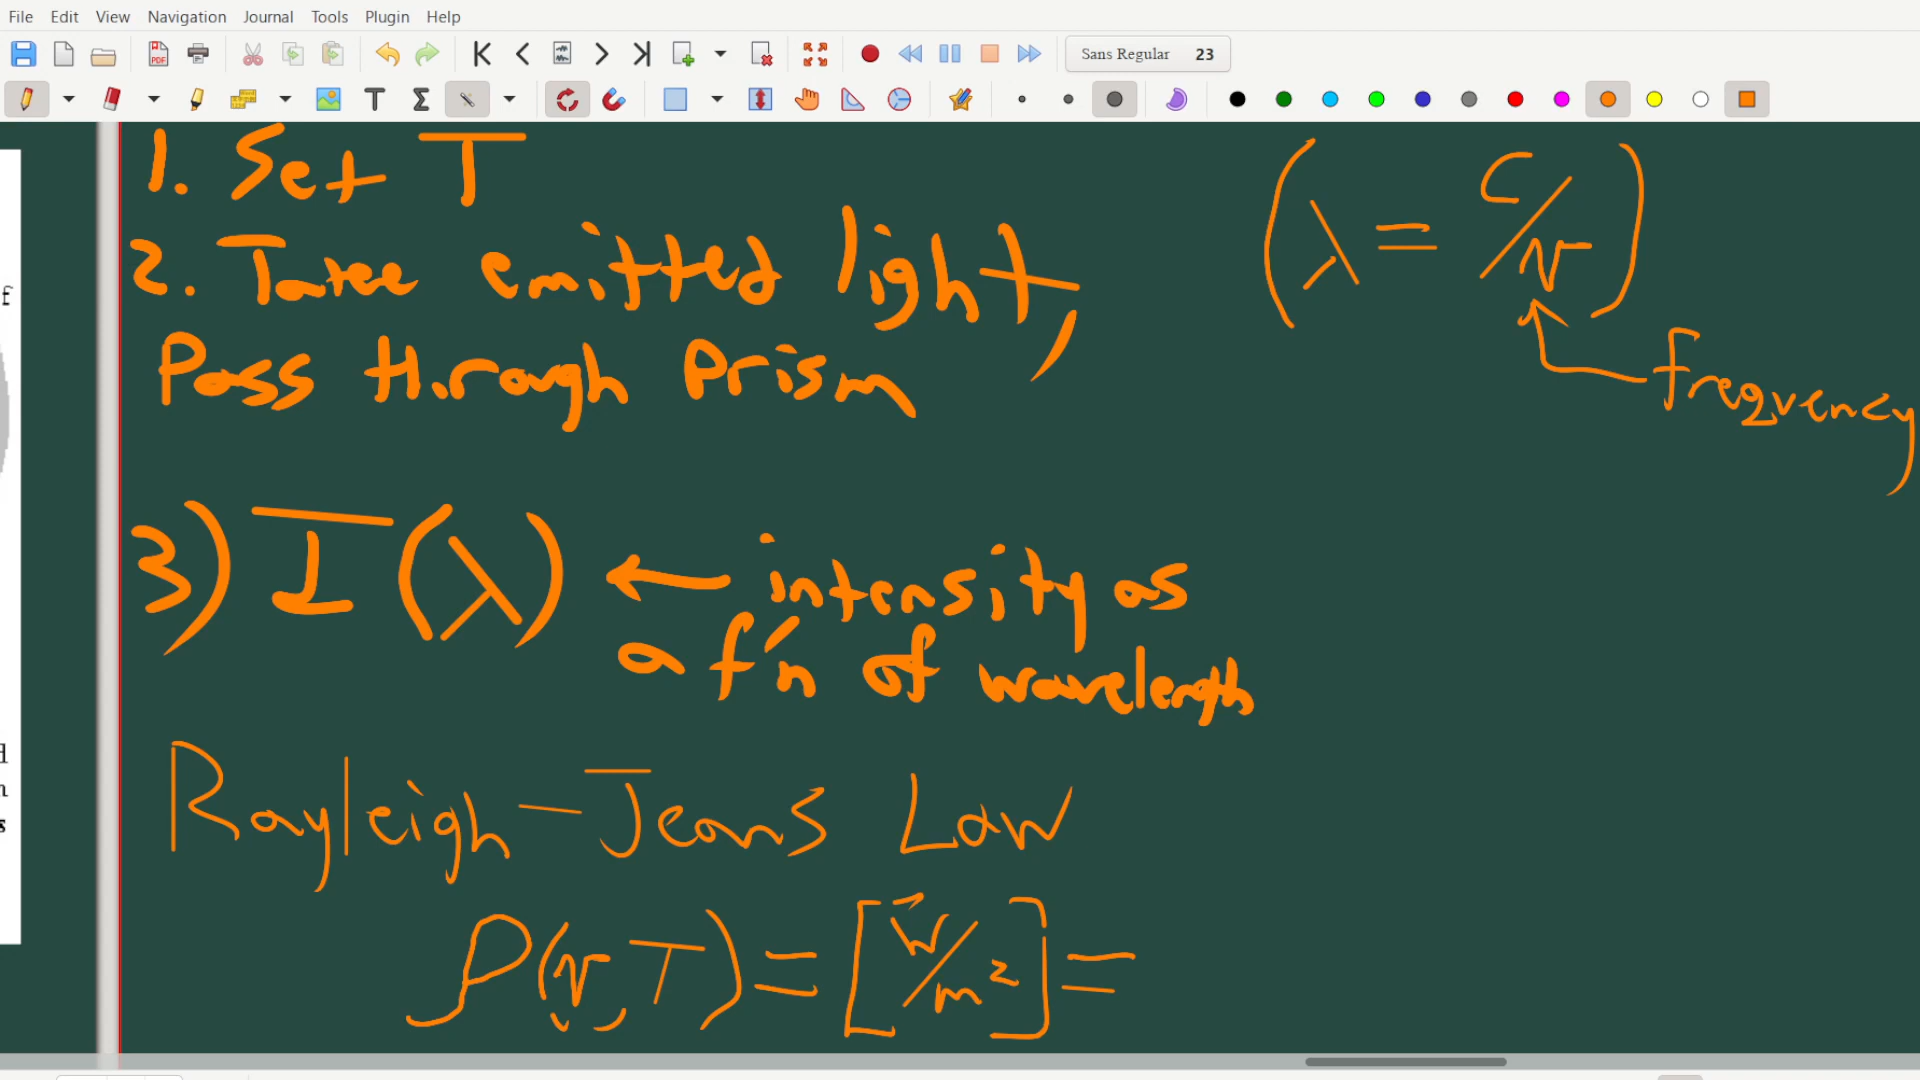 File Edit View Navigation Journal Tools Plugin Help
Sans Regular 23
1. Set T
2. Take emitted light,
Pass through Prism
(λ = c/ν)
frequency
3) I(λ) ← intensity as
a f'n of wavelength
Rayleigh-Jeans Law
ρ(ν,T) = [W/m²] =
f
d
n
s